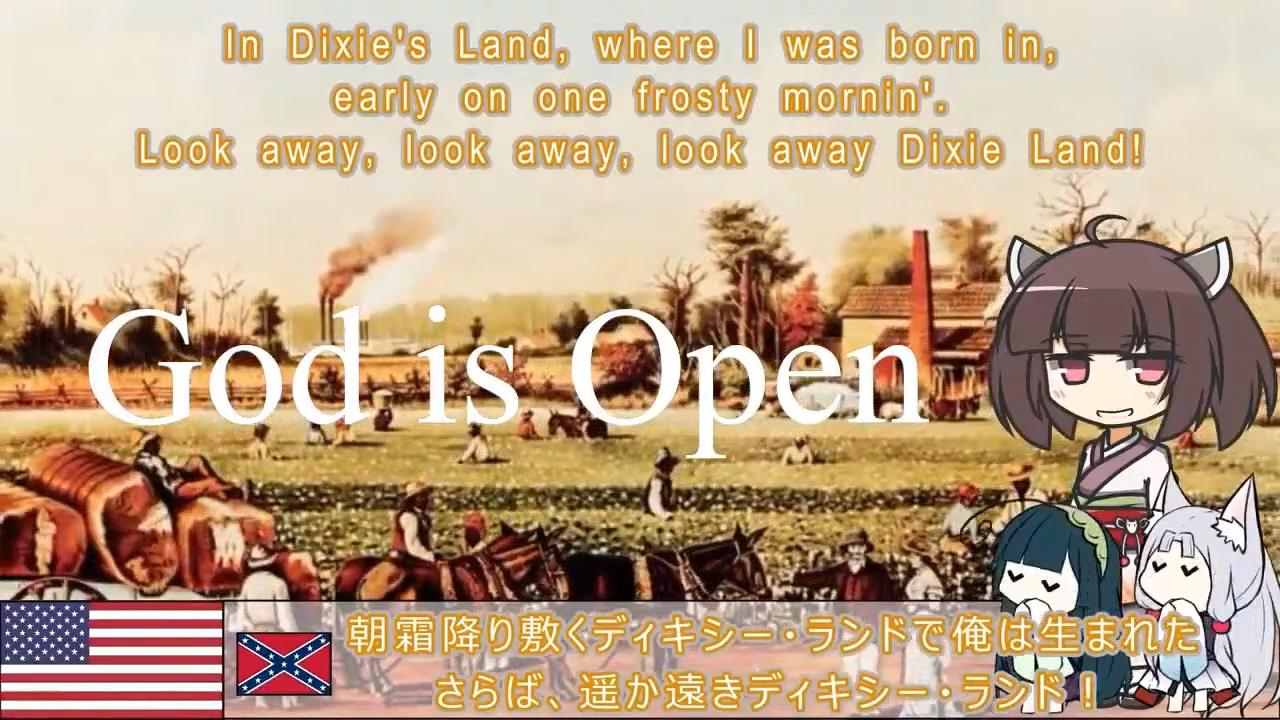 In Dixie's Land, where I was born in,
early on one frosty mornin'.
Look away, look away, look away Dixie Land!
God is Open
朝霜降り敷くディキシー・ランドで俺は生まれた
さらば、遥か遠きディキシー・ランド！